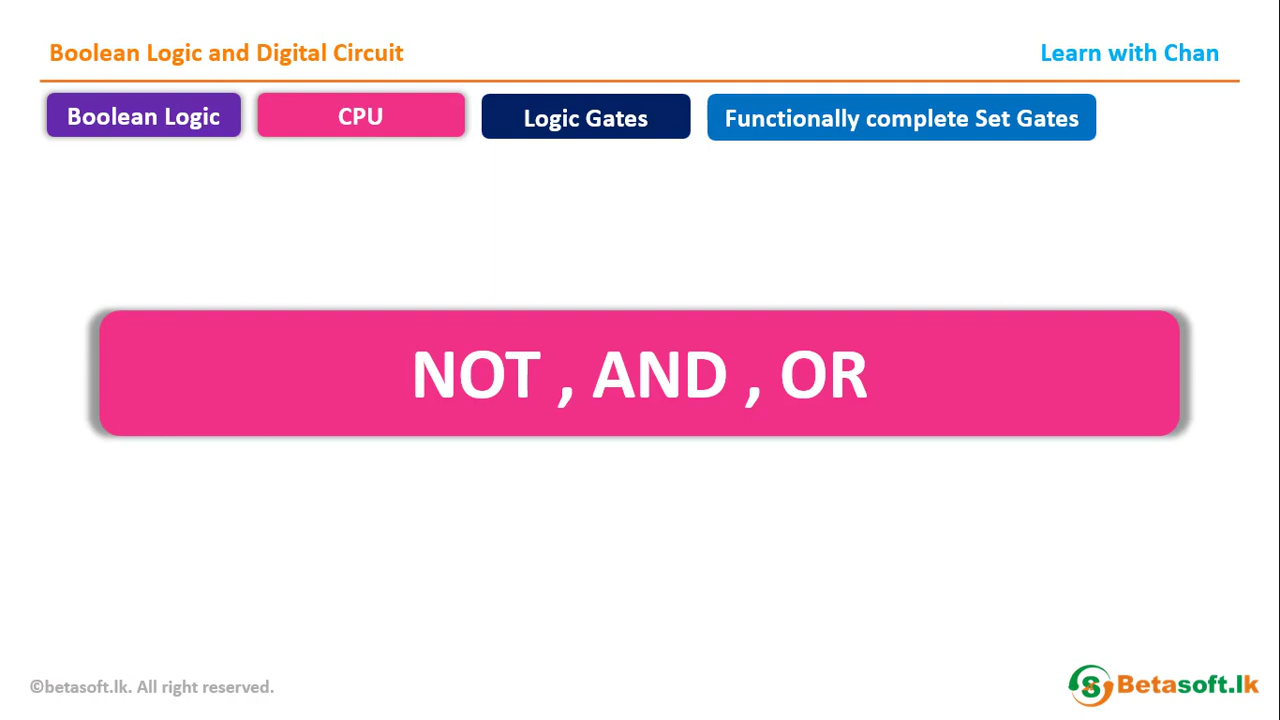 Boolean Logic and Digital Circuit
Learn with Chan
Boolean Logic
CPU
Logic Gates
Functionally complete Set Gates
NOT , AND , OR
©betasoft.lk. All right reserved.
Betasoft.lk